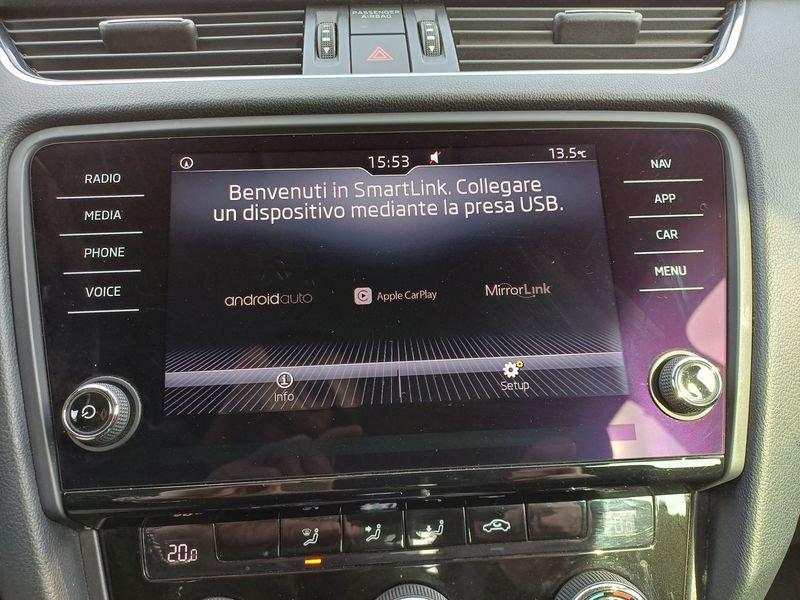 PASSENGER
AIRBAG
15:53
13.5°C
Benvenuti in SmartLink. Collegare
un dispositivo mediante la presa USB.
androidauto
Apple CarPlay
MirrorLink
Info
Setup
RADIO
MEDIA
PHONE
VOICE
NAV
APP
CAR
MENU
20.0